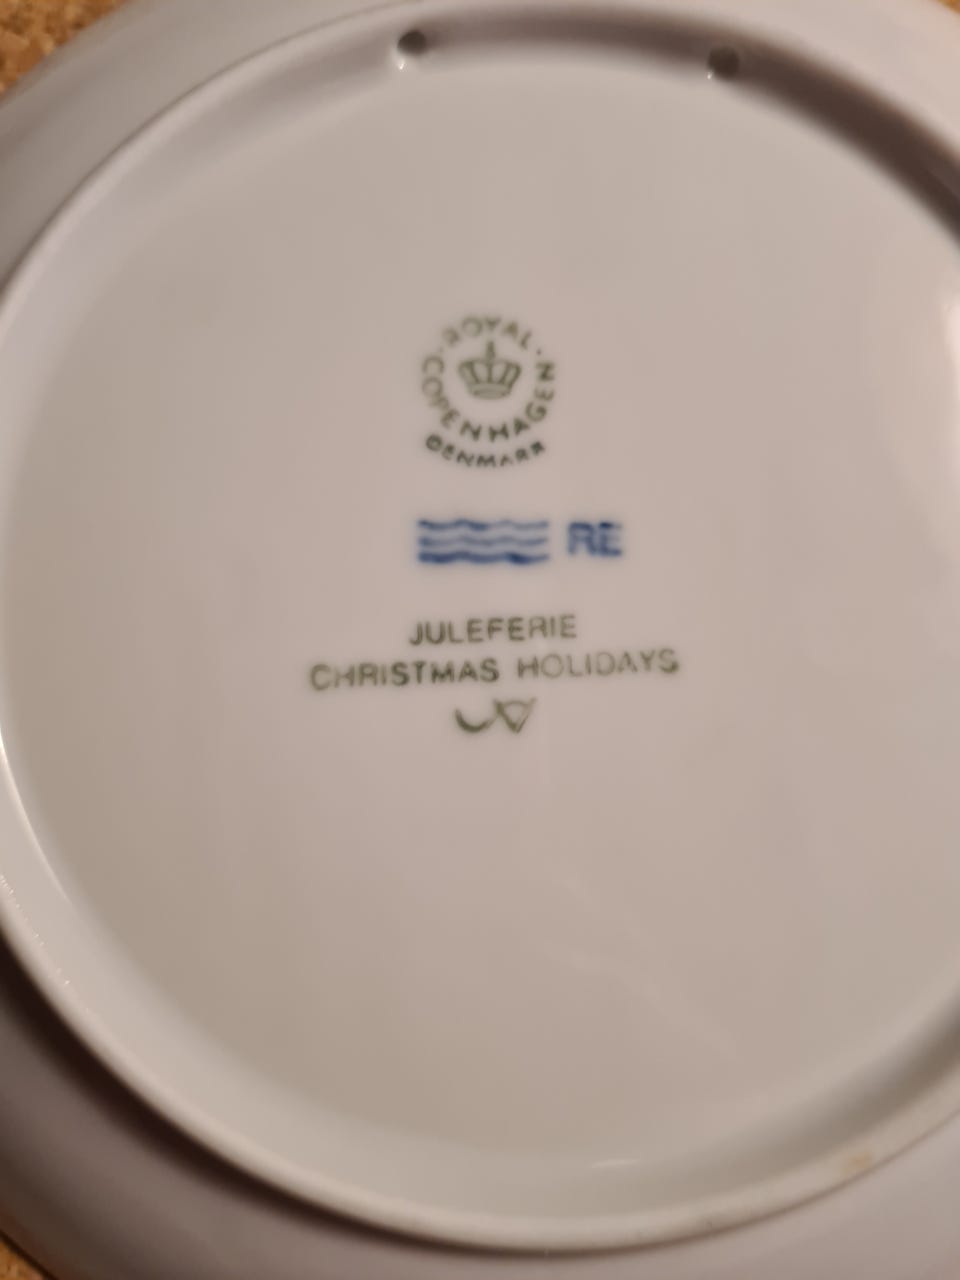 ROYAL
COPENHAGEN
DENMARK
RE
JULEFERIE
CHRISTMAS HOLIDAYS